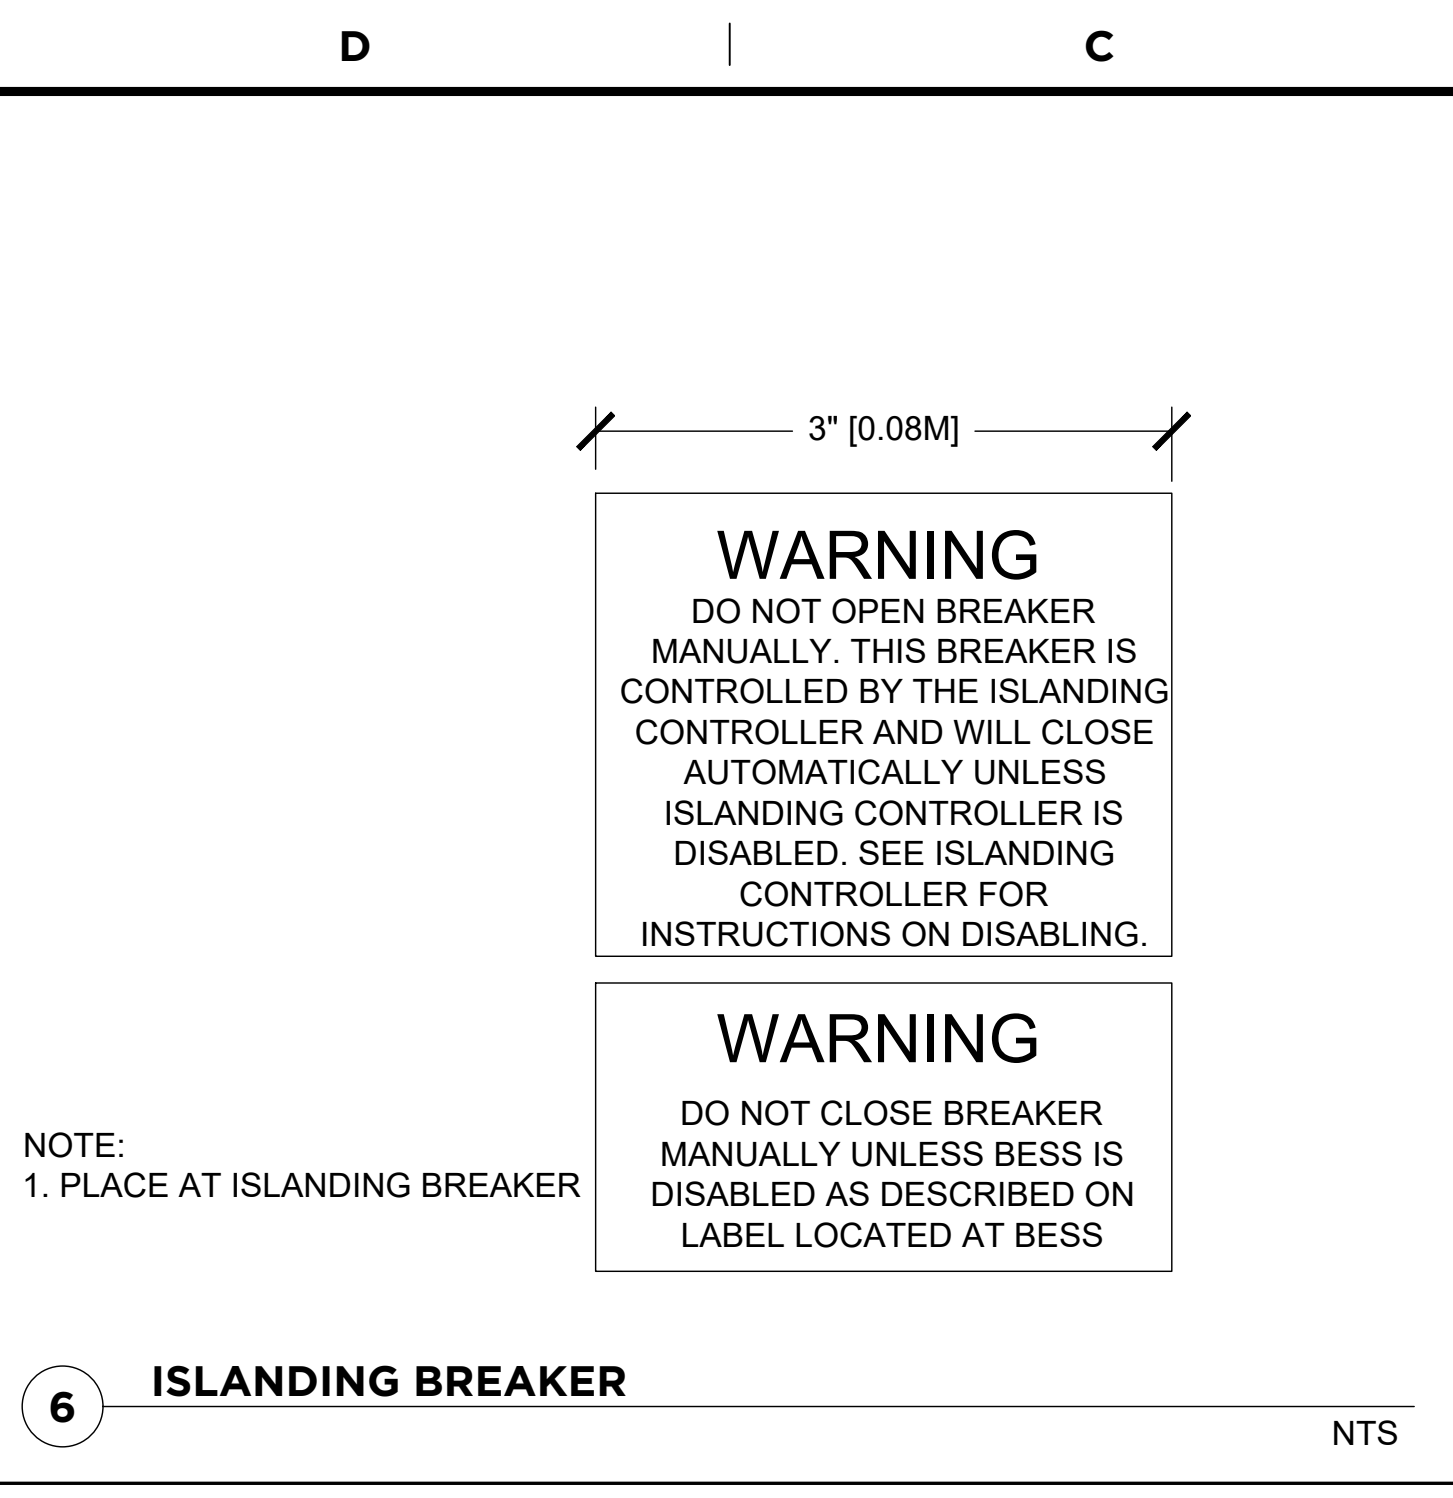 D
C
3" [0.08M]
WARNING
DO NOT OPEN BREAKER
MANUALLY. THIS BREAKER IS
CONTROLLED BY THE ISLANDING
CONTROLLER AND WILL CLOSE
AUTOMATICALLY UNLESS
ISLANDING CONTROLLER IS
DISABLED. SEE ISLANDING
CONTROLLER FOR
INSTRUCTIONS ON DISABLING.
WARNING
DO NOT CLOSE BREAKER
MANUALLY UNLESS BESS IS
DISABLED AS DESCRIBED ON
LABEL LOCATED AT BESS
NOTE:
1. PLACE AT ISLANDING BREAKER
6
ISLANDING BREAKER
NTS